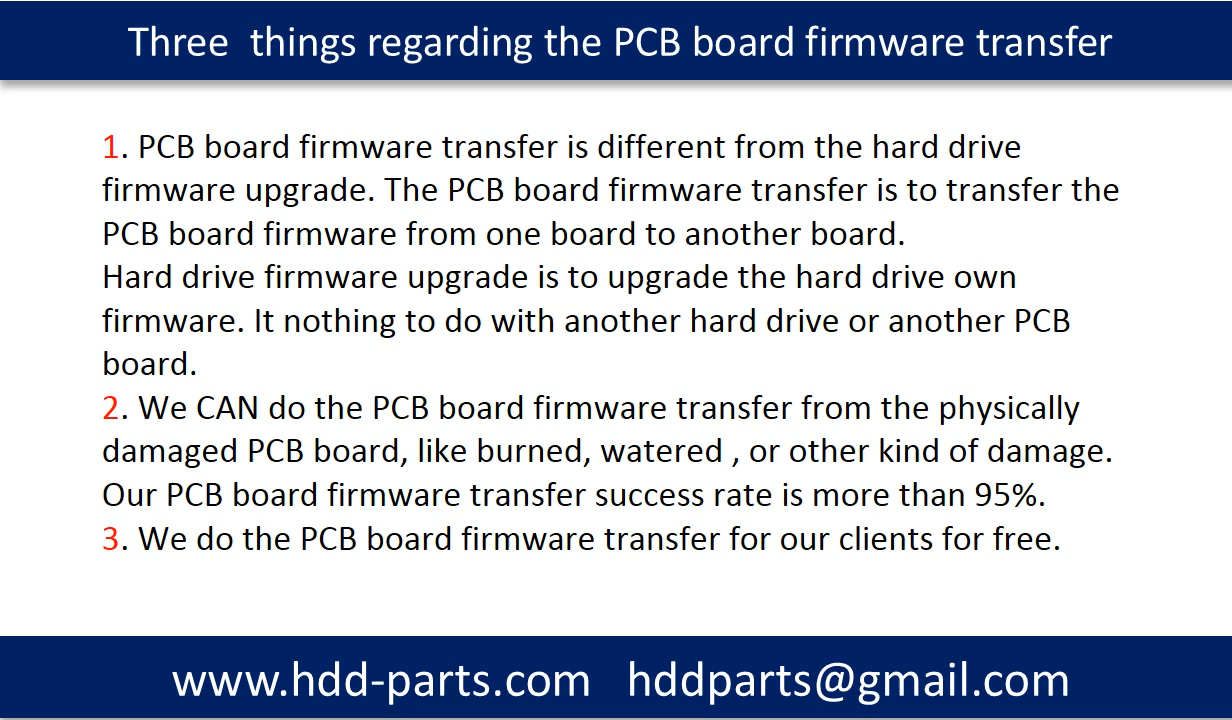 Three  things regarding the PCB board firmware transfer
1. PCB board firmware transfer is different from the hard drive
firmware upgrade. The PCB board firmware transfer is to transfer the
PCB board firmware from one board to another board.
Hard drive firmware upgrade is to upgrade the hard drive own
firmware. It nothing to do with another hard drive or another PCB
board.
2. We CAN do the PCB board firmware transfer from the physically
damaged PCB board, like burned, watered , or other kind of damage.
Our PCB board firmware transfer success rate is more than 95%.
3. We do the PCB board firmware transfer for our clients for free.
www.hdd-parts.com   hddparts@gmail.com